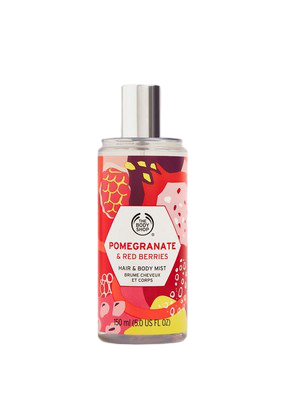 THE
BODY
SHOP
®
POMEGRANATE
& RED BERRIES
HAIR & BODY MIST
BRUME CHEVEUX
ET CORPS
150 ml (5.0 US FL OZ)